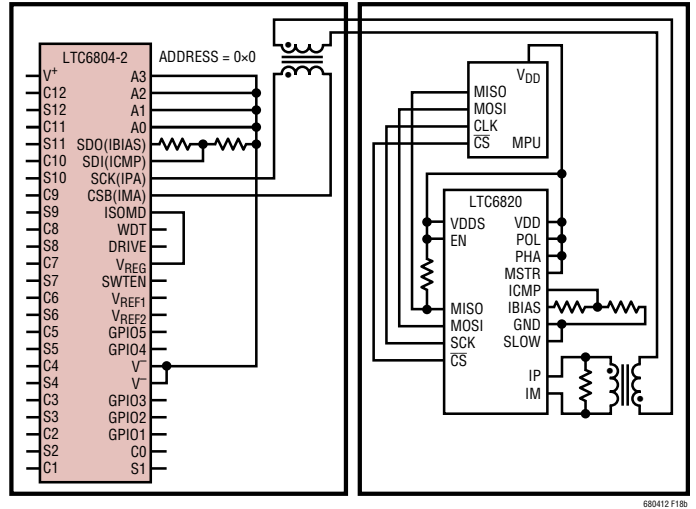 LTC6804-2
ADDRESS = 0×0
V+
C12
S12
C11
S11
C10
S10
C9
S9
C8
S8
C7
S7
C6
S6
C5
S5
C4
S4
C3
S3
C2
S2
C1
A3
A2
A1
A0
SDO(IBIAS)
SDI(ICMP)
SCK(IPA)
CSB(IMA)
ISOMD
WDT
DRIVE
VREG
SWTEN
VREF1
VREF2
GPIO5
GPIO4
V–
V–
GPIO3
GPIO2
GPIO1
C0
S1
VDD
MISO
MOSI
CLK
CS MPU
LTC6820
VDDS
EN
MISO
MOSI
SCK
CS
VDD
POL
PHA
MSTR
ICMP
IBIAS
GND
SLOW
IP
IM
680412 F18b